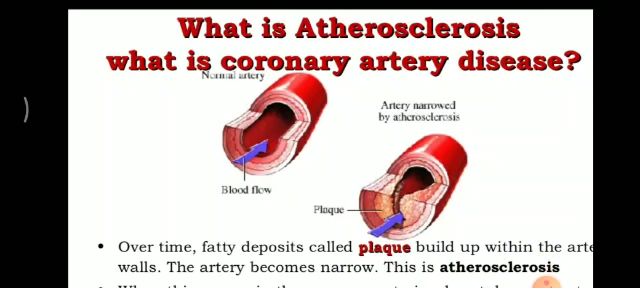 What is Atherosclerosis
what is coronary artery disease?
Normal artery
Artery narrowed
by atherosclerosis
Blood flow
Plaque
• Over time, fatty deposits called plaque build up within the arte
walls. The artery becomes narrow. This is atherosclerosis